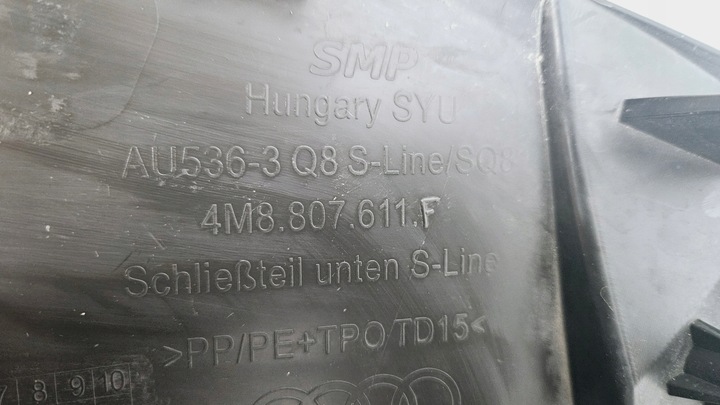 SMP
Hungary SYU
AU536-3 Q8 S-Line/SQ8
4M8.807.611.F
Schließteil unten S-Line
>PP/PE+TPO/TD15<
7 8 9 10